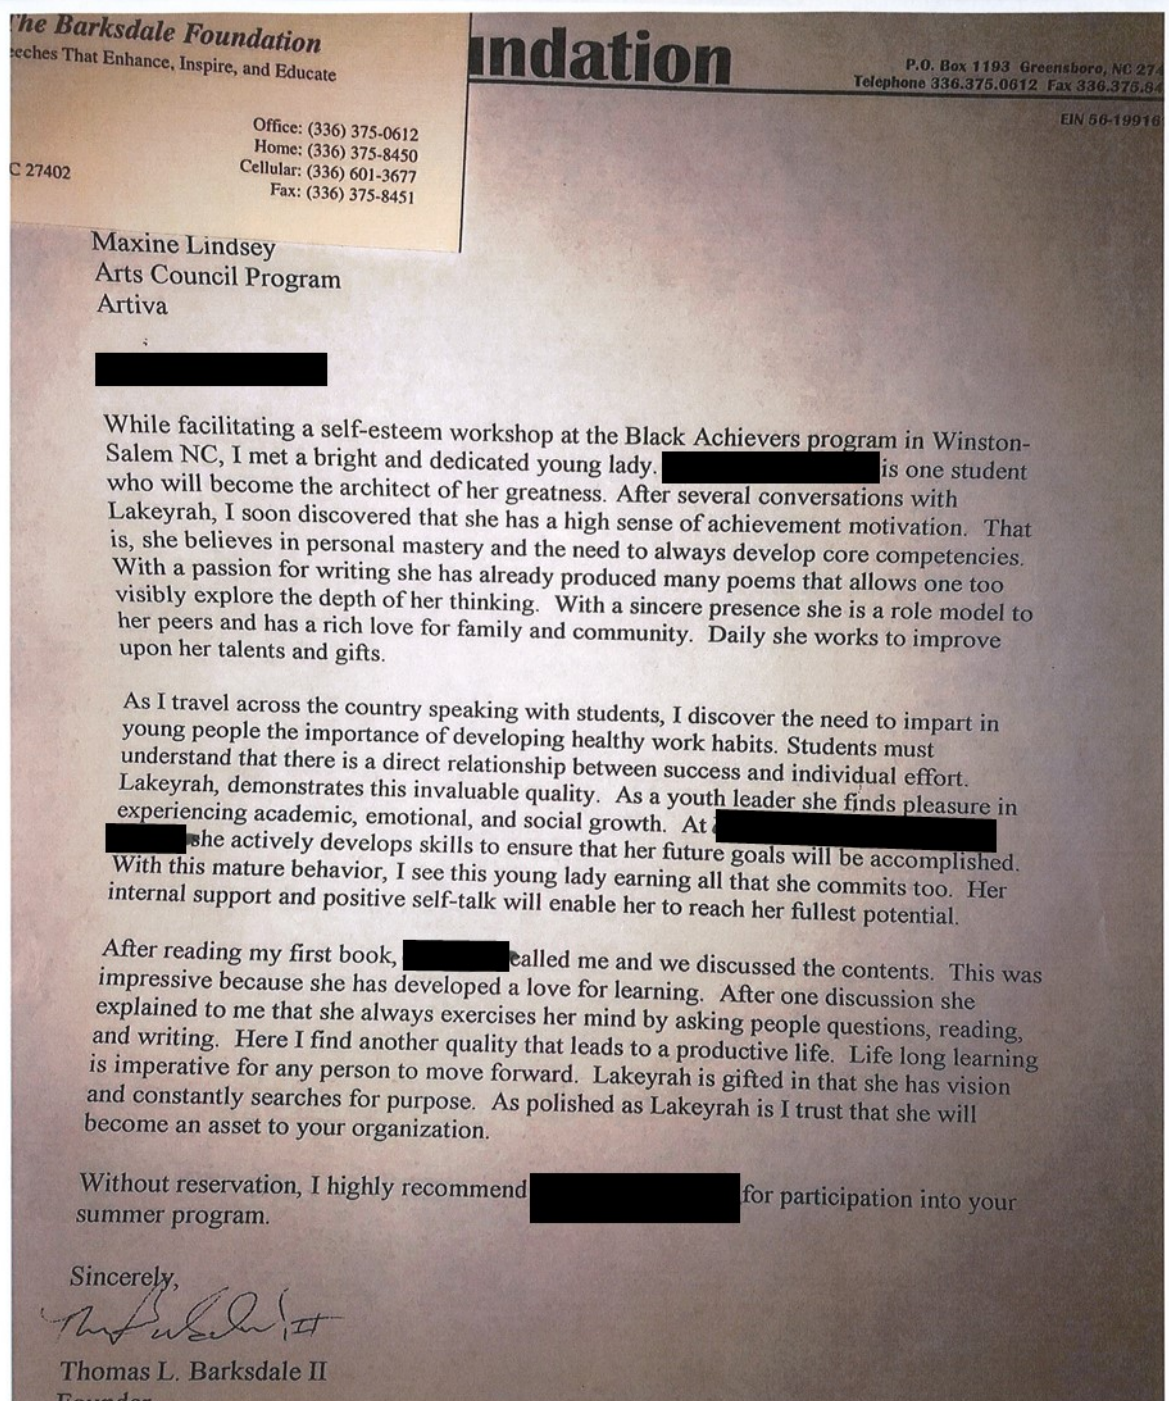 The Barksdale Foundation
eeches That Enhance, Inspire, and Educate
Office: (336) 375-0612
Home: (336) 375-8450
C 27402
Cellular: (336) 601-3677
Fax: (336) 375-8451
undation
P.O. Box 1193 Greensboro, NC 274
Telephone 336.375.0612 Fax 336.375.84
EIN 56-19916
Maxine Lindsey
Arts Council Program
Artiva
While facilitating a self-esteem workshop at the Black Achievers program in Winston-
Salem NC, I met a bright and dedicated young lady. is one student
who will become the architect of her greatness. After several conversations with
Lakeyrah, I soon discovered that she has a high sense of achievement motivation. That
is, she believes in personal mastery and the need to always develop core competencies.
With a passion for writing she has already produced many poems that allows one too
visibly explore the depth of her thinking. With a sincere presence she is a role model to
her peers and has a rich love for family and community. Daily she works to improve
upon her talents and gifts.
As I travel across the country speaking with students, I discover the need to impart in
young people the importance of developing healthy work habits. Students must
understand that there is a direct relationship between success and individual effort.
Lakeyrah, demonstrates this invaluable quality. As a youth leader she finds pleasure in
experiencing academic, emotional, and social growth. At
she actively develops skills to ensure that her future goals will be accomplished.
With this mature behavior, I see this young lady earning all that she commits too. Her
internal support and positive self-talk will enable her to reach her fullest potential.
After reading my first book, called me and we discussed the contents. This was
impressive because she has developed a love for learning. After one discussion she
explained to me that she always exercises her mind by asking people questions, reading,
and writing. Here I find another quality that leads to a productive life. Life long learning
is imperative for any person to move forward. Lakeyrah is gifted in that she has vision
and constantly searches for purpose. As polished as Lakeyrah is I trust that she will
become an asset to your organization.
Without reservation, I highly recommend for participation into your
summer program.
Sincerely,
Thomas L. Barksdale II
Founder